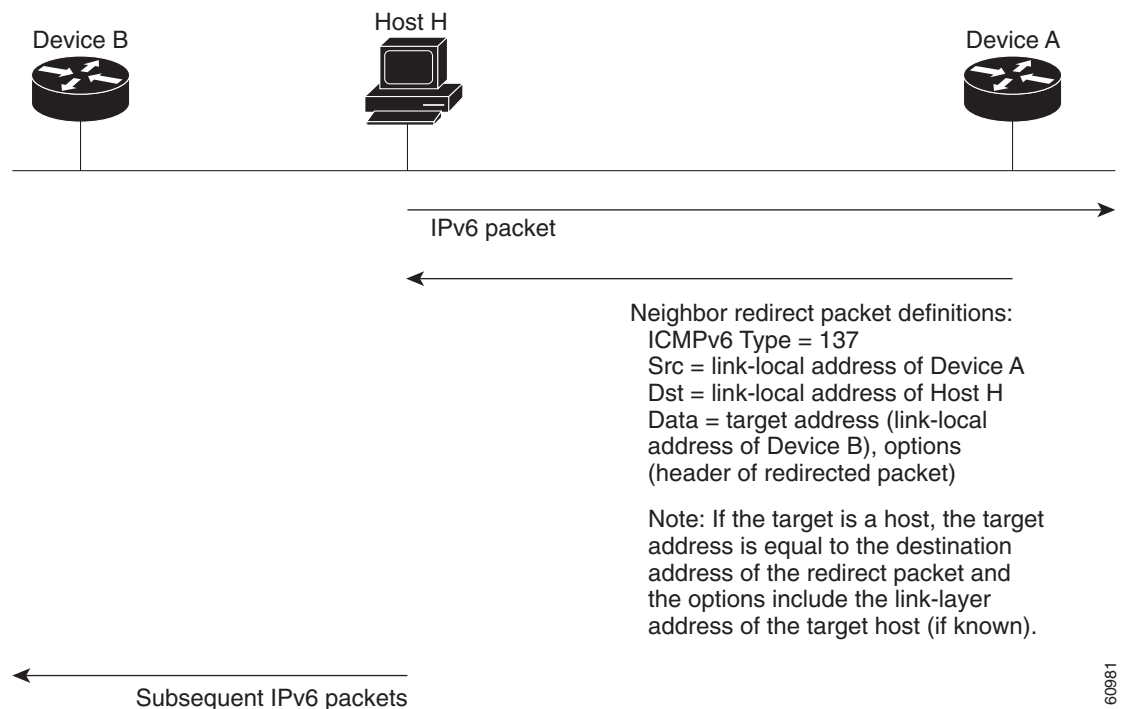 Device B
Host H
Device A
IPv6 packet
Neighbor redirect packet definitions:
ICMPv6 Type = 137
Src = link-local address of Device A
Dst = link-local address of Host H
Data = target address (link-local
address of Device B), options
(header of redirected packet)
Note: If the target is a host, the target
address is equal to the destination
address of the redirect packet and
the options include the link-layer
address of the target host (if known).
Subsequent IPv6 packets
60981